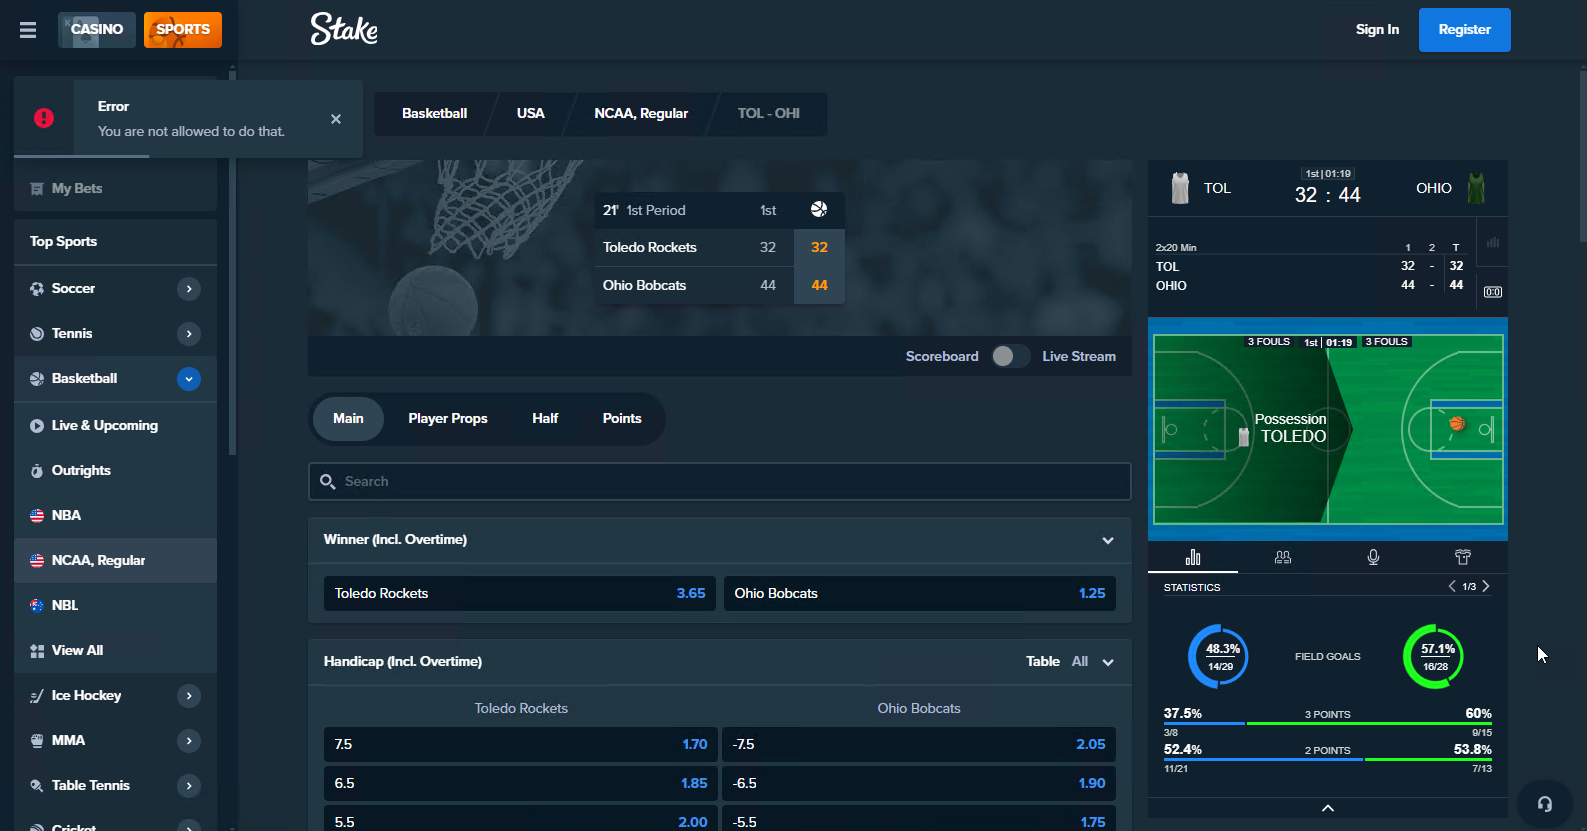 CASINO
SPORTS
Stake
Sign In
Register
Error
You are not allowed to do that.
Basketball
USA
NCAA, Regular
TOL - OHI
My Bets
Top Sports
Soccer
Tennis
Basketball
Live & Upcoming
Outrights
NBA
NCAA, Regular
NBL
View All
Ice Hockey
MMA
Table Tennis
Cricket
21' 1st Period 1st
Toledo Rockets 32 32
Ohio Bobcats 44 44
Scoreboard Live Stream
Main Player Props Half Points
Search
Winner (Incl. Overtime)
Toledo Rockets 3.65 Ohio Bobcats 1.25
Handicap (Incl. Overtime) Table All
Toledo Rockets Ohio Bobcats
7.5 1.70 -7.5 2.05
6.5 1.85 -6.5 1.90
5.5 2.00 -5.5 1.75
1st | 01:19
TOL 32 : 44 OHIO
2x20 Min 1 2 T
TOL 32 - 32
OHIO 44 - 44
0:0
3 FOULS 1st | 01:19 3 FOULS
Possession
TOLEDO
STATISTICS 1/3
48.3% 57.1%
FIELD GOALS
14/29 16/28
37.5% 3 POINTS 60%
3/8 9/15
52.4% 2 POINTS 53.8%
11/21 7/13